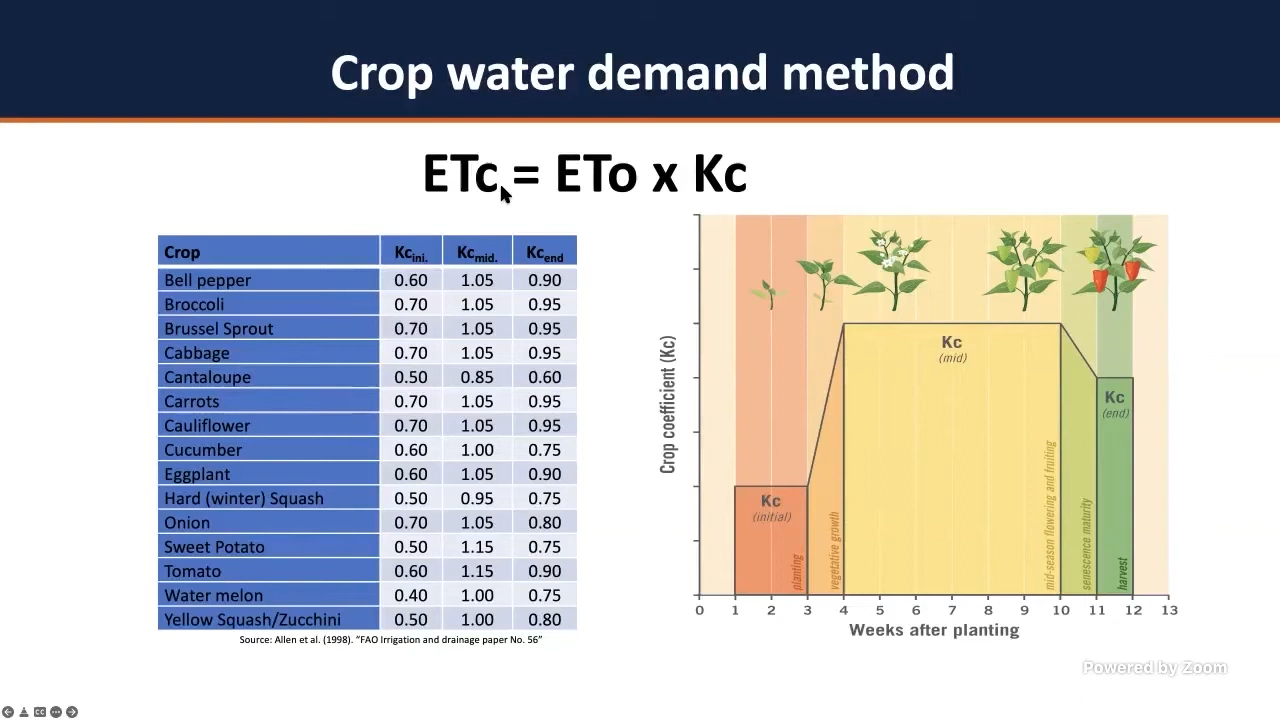 Crop water demand method
ETc = ETo x Kc
Crop Kcini. Kcmid. Kcend
Bell pepper 0.60 1.05 0.90
Broccoli 0.70 1.05 0.95
Brussel Sprout 0.70 1.05 0.95
Cabbage 0.70 1.05 0.95
Cantaloupe 0.50 0.85 0.60
Carrots 0.70 1.05 0.95
Cauliflower 0.70 1.05 0.95
Cucumber 0.60 1.00 0.75
Eggplant 0.60 1.05 0.90
Hard (winter) Squash 0.50 0.95 0.75
Onion 0.70 1.05 0.80
Sweet Potato 0.50 1.15 0.75
Tomato 0.60 1.15 0.90
Water melon 0.40 1.00 0.75
Yellow Squash/Zucchini 0.50 1.00 0.80
Source: Allen et al. (1998). "FAO Irrigation and drainage paper No. 56"
Crop coefficient (Kc)
Kc
(initial)
planting
vegetative growth
Kc
(mid)
mid-season flowering and fruiting
senescence maturity
Kc
(end)
harvest
0 1 2 3 4 5 6 7 8 9 10 11 12 13
Weeks after planting
Powered by Zoom
CC